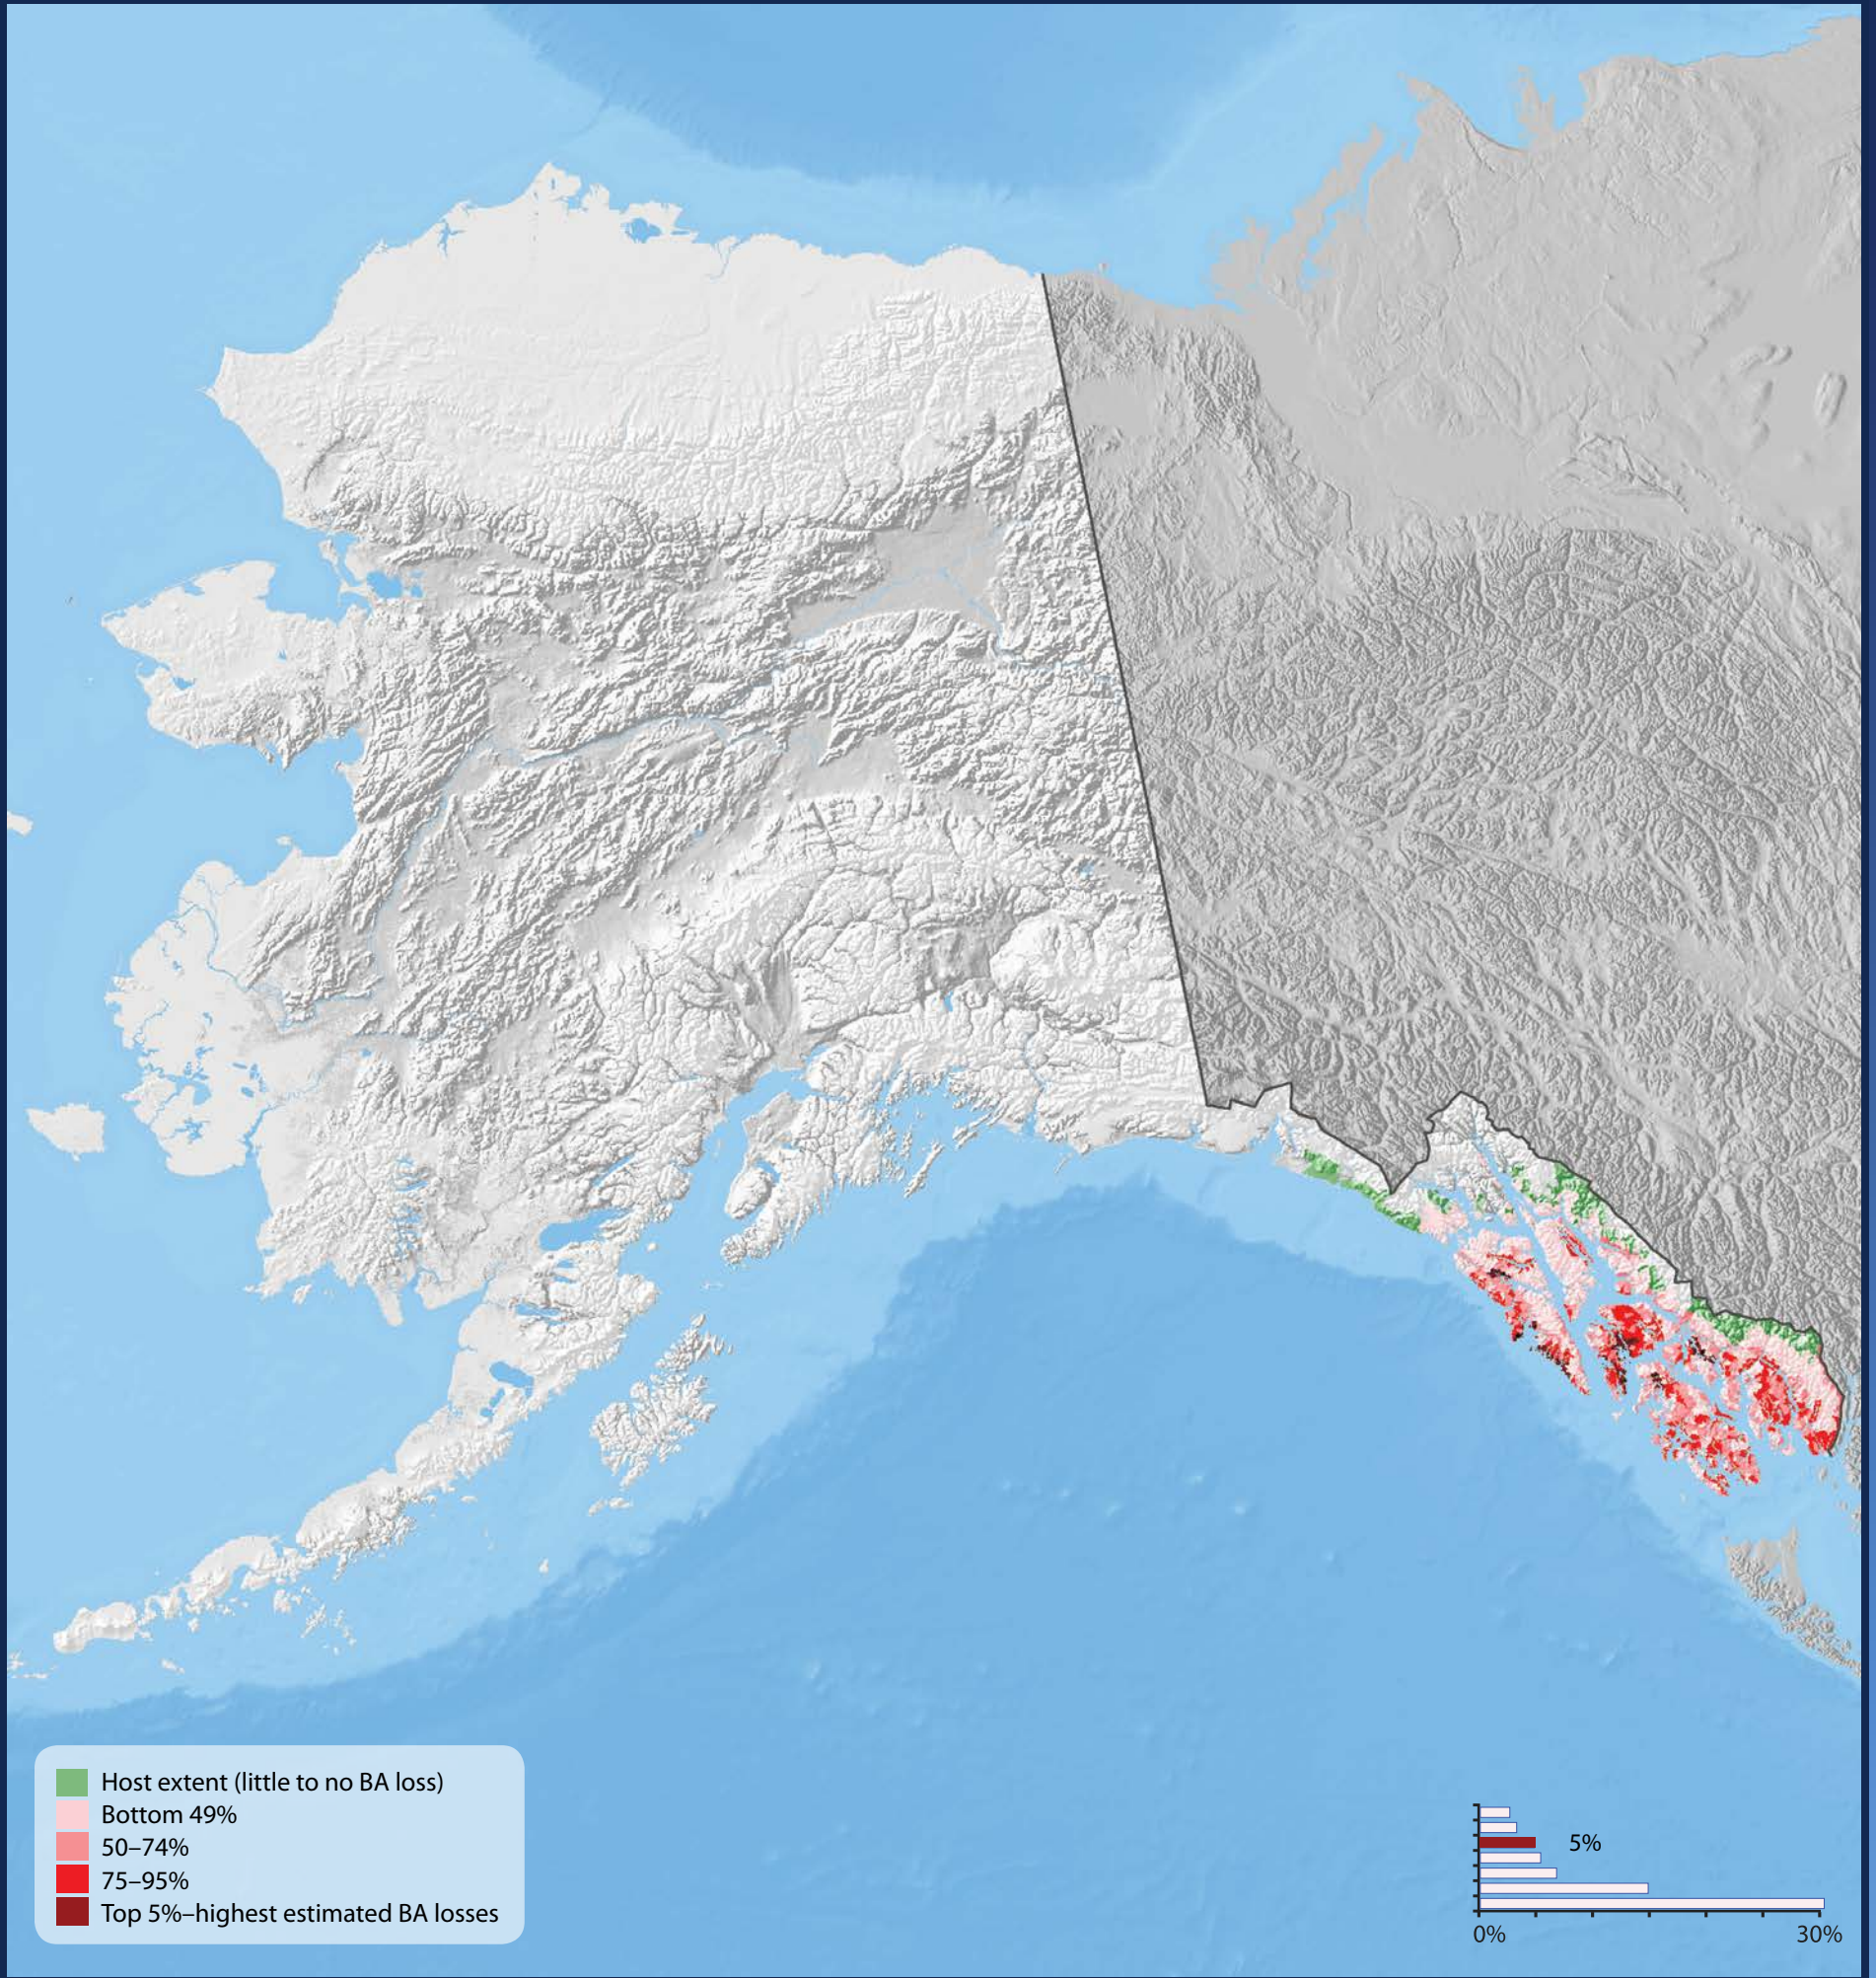 Host extent (little to no BA loss)
Bottom 49%
50–74%
75–95%
Top 5%–highest estimated BA losses
5%
0%
30%